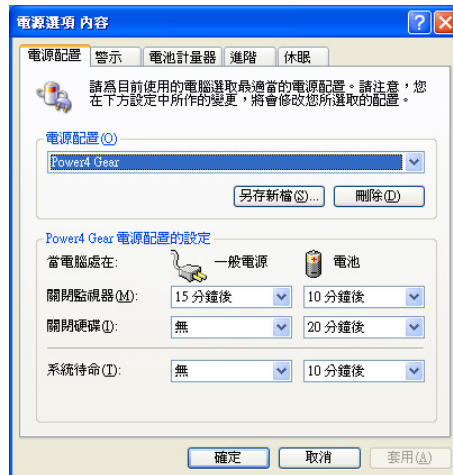 電源選項 內容
電源配置 警示 電池計量器 進階 休眠
請為目前使用的電腦選取最適當的電源配置。請注意，您
在下方設定中所作的變更，將會修改您所選取的配置。
電源配置(O)
Power4 Gear
另存新檔(S)... 刪除(D)
Power4 Gear 電源配置的設定
當電腦處在: 一般電源 電池
關閉監視器(M): 15 分鐘後 10 分鐘後
關閉硬碟(I): 無 20 分鐘後
系統待命(T): 無 10 分鐘後
確定 取消 套用(A)